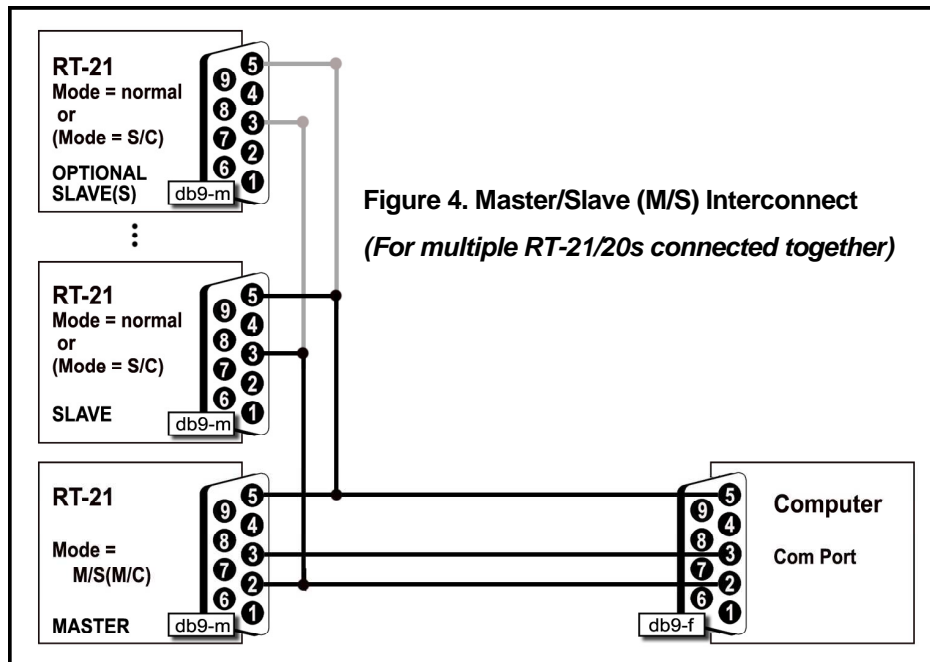 RT-21
Mode = normal
or
(Mode = S/C)
OPTIONAL
SLAVE(S)
db9-m
5
9
4
8
3
7
2
6
1
Figure 4. Master/Slave (M/S) Interconnect
(For multiple RT-21/20s connected together)
RT-21
Mode = normal
or
(Mode = S/C)
SLAVE
db9-m
5
9
4
8
3
7
2
6
1
RT-21
Mode =
M/S(M/C)
MASTER
db9-m
5
9
4
8
3
7
2
6
1
5
9
4
8
3
7
2
6
1
db9-f
Computer
Com Port